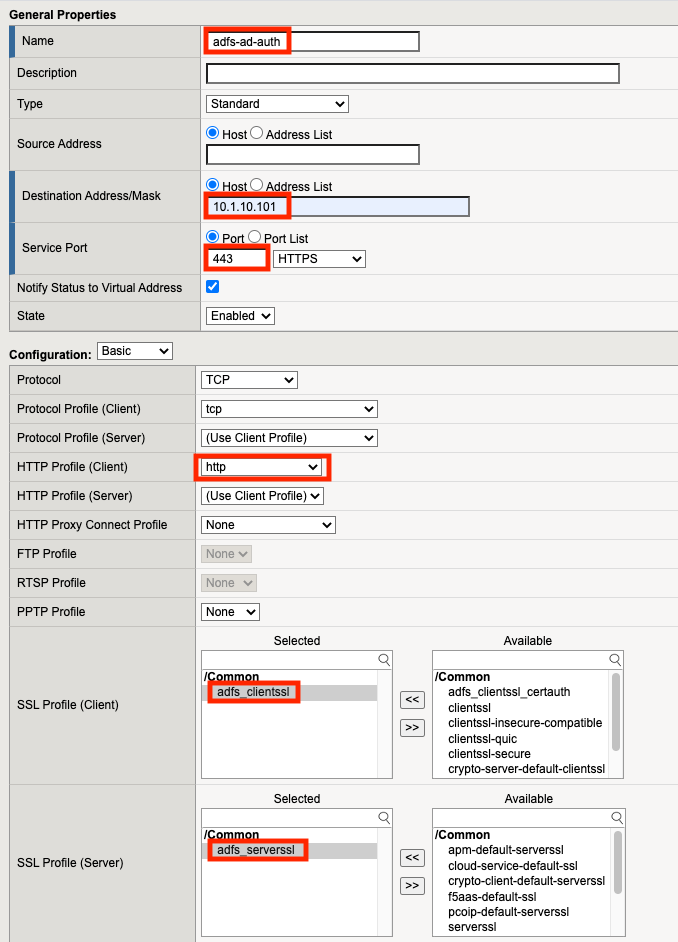 General Properties
Name adfs-ad-auth
Description
Type Standard
Source Address Host Address List
Destination Address/Mask Host Address List
10.1.10.101
Service Port Port Port List
443 HTTPS
Notify Status to Virtual Address
State Enabled
Configuration: Basic
Protocol TCP
Protocol Profile (Client) tcp
Protocol Profile (Server) (Use Client Profile)
HTTP Profile (Client) http
HTTP Profile (Server) (Use Client Profile)
HTTP Proxy Connect Profile None
FTP Profile None
RTSP Profile None
PPTP Profile None
SSL Profile (Client)
Selected
/Common
adfs_clientssl
<<
>>
Available
/Common
adfs_clientssl_certauth
clientssl
clientssl-insecure-compatible
clientssl-quic
clientssl-secure
crypto-server-default-clientssl
SSL Profile (Server)
Selected
/Common
adfs_serverssl
<<
>>
Available
/Common
apm-default-serverssl
cloud-service-default-ssl
crypto-client-default-serverssl
f5aas-default-ssl
pcoip-default-serverssl
serverssl